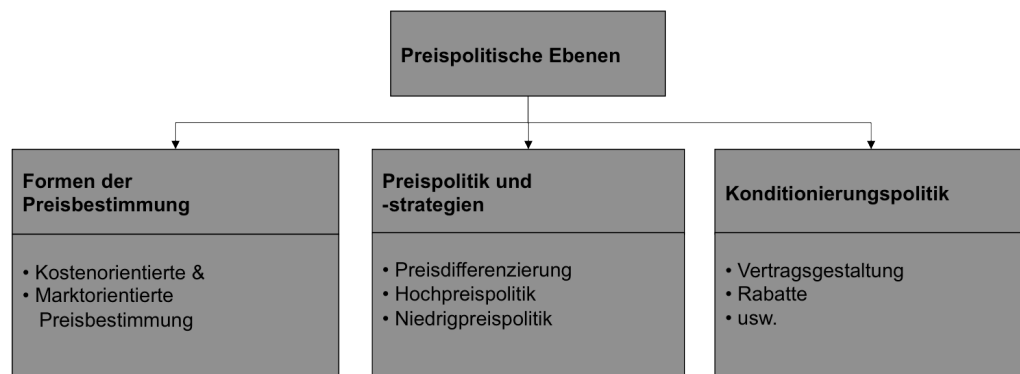 Preispolitische Ebenen
Formen der
Preisbestimmung
• Kostenorientierte &
• Marktorientierte
Preisbestimmung
Preispolitik und
-strategien
• Preisdifferenzierung
• Hochpreispolitik
• Niedrigpreispolitik
Konditionierungspolitik
• Vertragsgestaltung
• Rabatte
• usw.